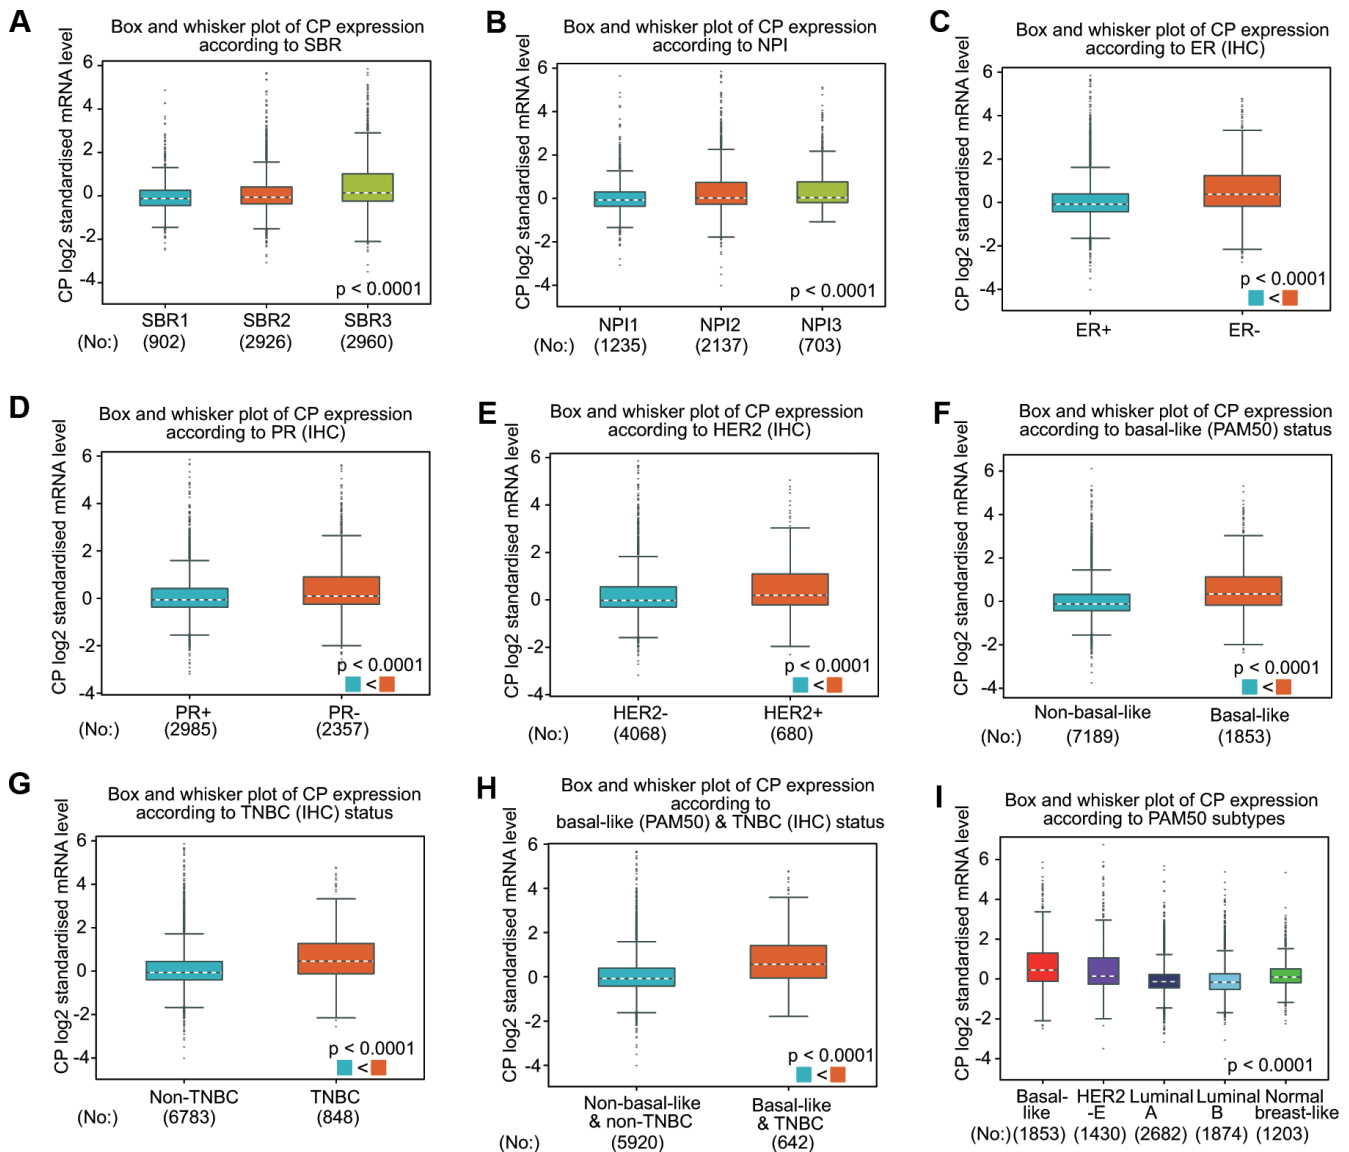 A
Box and whisker plot of CP expression
according to SBR
CP log2 standardised mRNA level
6
4
2
0
-2
-4
p < 0.0001
SBR1 SBR2 SBR3
(No:) (902) (2926) (2960)
B
Box and whisker plot of CP expression
according to NPI
CP log2 standardised mRNA level
6
4
2
0
-2
-4
p < 0.0001
NPI1 NPI2 NPI3
(No:) (1235) (2137) (703)
C
Box and whisker plot of CP expression
according to ER (IHC)
CP log2 standardised mRNA level
6
4
2
0
-2
-4
p < 0.0001
<
ER+ ER-
D
Box and whisker plot of CP expression
according to PR (IHC)
CP log2 standardised mRNA level
6
4
2
0
-2
-4
p < 0.0001
<
PR+ PR-
(No:) (2985) (2357)
E
Box and whisker plot of CP expression
according to HER2 (IHC)
CP log2 standardised mRNA level
6
4
2
0
-2
-4
p < 0.0001
<
HER2- HER2+
(No:) (4068) (680)
F
Box and whisker plot of CP expression
according to basal-like (PAM50) status
CP log2 standardised mRNA level
6
4
2
0
-2
-4
p < 0.0001
<
Non-basal-like Basal-like
(No:) (7189) (1853)
G
Box and whisker plot of CP expression
according to TNBC (IHC) status
CP log2 standardised mRNA level
6
4
2
0
-2
-4
p < 0.0001
<
Non-TNBC TNBC
(No:) (6783) (848)
H
Box and whisker plot of CP expression
according to
basal-like (PAM50) & TNBC (IHC) status
CP log2 standardised mRNA level
6
4
2
0
-2
-4
p < 0.0001
<
Non-basal-like Basal-like
& non-TNBC & TNBC
(No:) (5920) (642)
I
Box and whisker plot of CP expression
according to PAM50 subtypes
CP log2 standardised mRNA level
6
4
2
0
-2
-4
p < 0.0001
Basal- HER2 Luminal Luminal Normal
like -E A B breast-like
(No:) (1853) (1430) (2682) (1874) (1203)